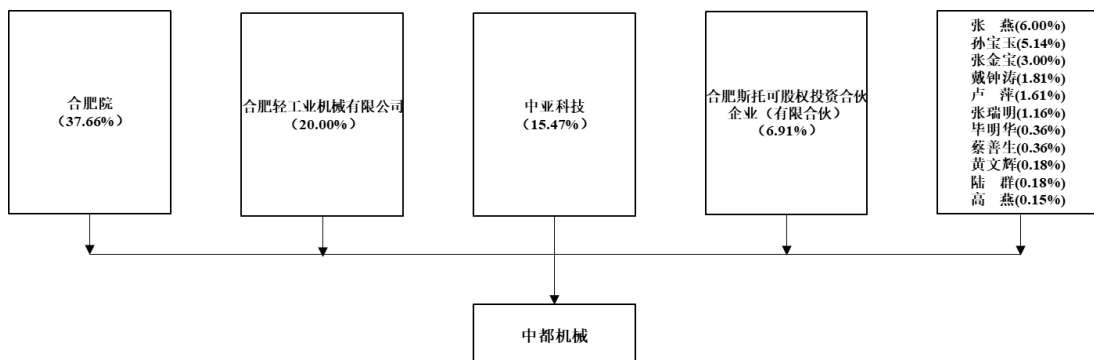 合肥院
（37.66%）
合肥轻工业机械有限公司
（20.00%）
中亚科技
（15.47%）
合肥斯托可股权投资合伙
企业（有限合伙）
（6.91%）
张　燕(6.00%)
孙宝玉(5.14%)
张金宝(3.00%)
戴钟涛(1.81%)
卢　萍(1.61%)
张瑞明(1.16%)
毕明华(0.36%)
蔡善生(0.36%)
黄文辉(0.18%)
陆　群(0.18%)
高　燕(0.15%)
中都机械